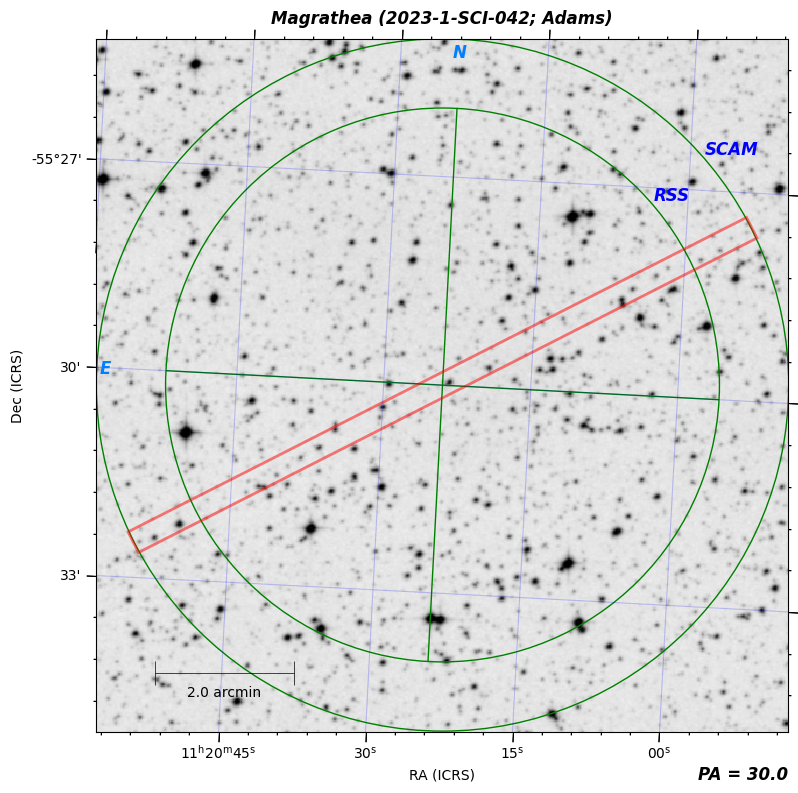 Magrathea (2023-1-SCI-042; Adams)
N
SCAM
-55°27'
RSS
30'
E
33'
2.0 arcmin
11ʰ20ᵐ45ˢ 30ˢ 15ˢ 00ˢ
RA (ICRS)
PA = 30.0
Dec (ICRS)